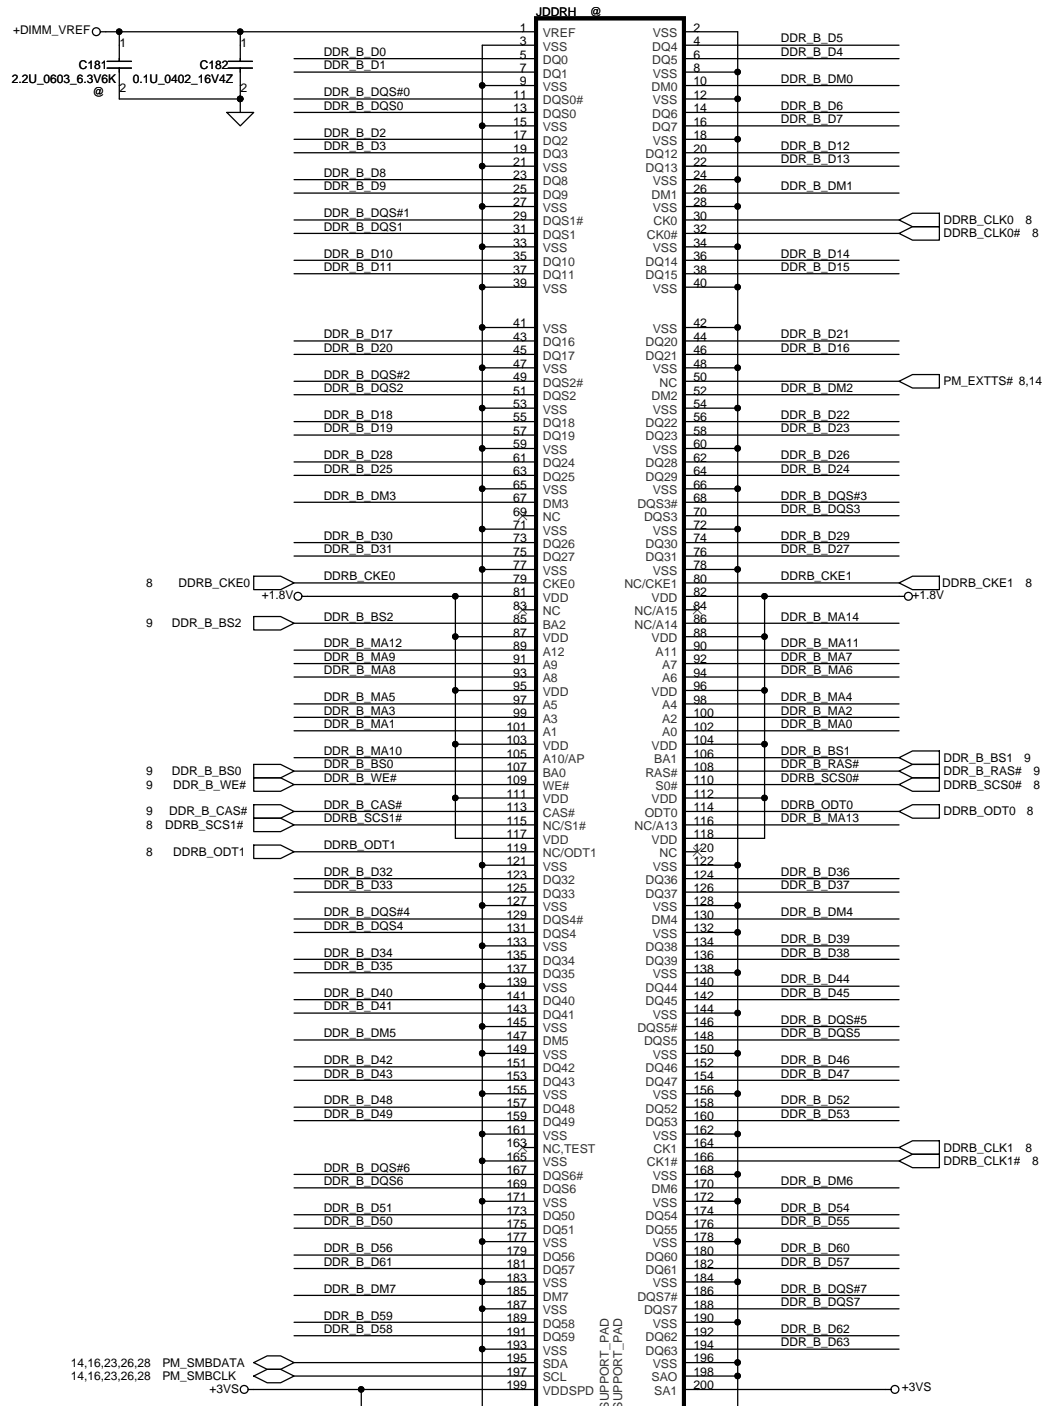 JDDRH @
+DIMM_VREF 1 VREF VSS 2
3 VSS DQ4 4 DDR_B_D5
DDR_B_D0 5 DQ0 DQ5 6 DDR_B_D4
DDR_B_D1 7 DQ1 VSS 8
9 VSS DM0 10 DDR_B_DM0
DDR_B_DQS#0 11 DQS0# VSS 12
DDR_B_DQS0 13 DQS0 DQ6 14 DDR_B_D6
15 VSS DQ7 16 DDR_B_D7
DDR_B_D2 17 DQ2 VSS 18
DDR_B_D3 19 DQ3 DQ12 20 DDR_B_D12
21 VSS DQ13 22 DDR_B_D13
DDR_B_D8 23 DQ8 VSS 24
DDR_B_D9 25 DQ9 DM1 26 DDR_B_DM1
27 VSS VSS 28
DDR_B_DQS#1 29 DQS1# CK0 30 DDRB_CLK0 8
DDR_B_DQS1 31 DQS1 CK0# 32 DDRB_CLK0# 8
33 VSS VSS 34
DDR_B_D10 35 DQ10 DQ14 36 DDR_B_D14
DDR_B_D11 37 DQ11 DQ15 38 DDR_B_D15
39 VSS VSS 40
1 1
C181 C182
2.2U_0603_6.3V6K 0.1U_0402_16V4Z
@ 2 2
41 VSS VSS 42
DDR_B_D17 43 DQ16 DQ20 44 DDR_B_D21
DDR_B_D20 45 DQ17 DQ21 46 DDR_B_D16
47 VSS VSS 48
DDR_B_DQS#2 49 DQS2# NC 50 PM_EXTTS# 8,14
DDR_B_DQS2 51 DQS2 DM2 52 DDR_B_DM2
53 VSS VSS 54
DDR_B_D18 55 DQ18 DQ22 56 DDR_B_D22
DDR_B_D19 57 DQ19 DQ23 58 DDR_B_D23
59 VSS VSS 60
DDR_B_D28 61 DQ24 DQ28 62 DDR_B_D26
DDR_B_D25 63 DQ25 DQ29 64 DDR_B_D24
65 VSS VSS 66
DDR_B_DM3 67 DM3 DQS3# 68 DDR_B_DQS#3
69 NC DQS3 70 DDR_B_DQS3
71 VSS VSS 72
DDR_B_D30 73 DQ26 DQ30 74 DDR_B_D29
DDR_B_D31 75 DQ27 DQ31 76 DDR_B_D27
77 VSS VSS 78
8 DDRB_CKE0 DDRB_CKE0 79 CKE0 NC/CKE1 80 DDRB_CKE1 DDRB_CKE1 8
+1.8V 81 VDD VDD 82 +1.8V
83 NC NC/A15 84
9 DDR_B_BS2 DDR_B_BS2 85 BA2 NC/A14 86 DDR_B_MA14
87 VDD VDD 88
DDR_B_MA12 89 A12 A11 90 DDR_B_MA11
DDR_B_MA9 91 A9 A7 92 DDR_B_MA7
DDR_B_MA8 93 A8 A6 94 DDR_B_MA6
95 VDD VDD 96
DDR_B_MA5 97 A5 A4 98 DDR_B_MA4
DDR_B_MA3 99 A3 A2 100 DDR_B_MA2
DDR_B_MA1 101 A1 A0 102 DDR_B_MA0
103 VDD VDD 104
DDR_B_MA10 105 A10/AP BA1 106 DDR_B_BS1 DDR_B_BS1 9
9 DDR_B_BS0 DDR_B_BS0 107 BA0 RAS# 108 DDR_B_RAS# DDR_B_RAS# 9
9 DDR_B_WE# DDR_B_WE# 109 WE# S0# 110 DDRB_SCS0# DDRB_SCS0# 8
111 VDD VDD 112
9 DDR_B_CAS# DDR_B_CAS# 113 CAS# ODT0 114 DDRB_ODT0 DDRB_ODT0 8
8 DDRB_SCS1# DDRB_SCS1# 115 NC/S1# NC/A13 116 DDR_B_MA13
117 VDD VDD 118
8 DDRB_ODT1 DDRB_ODT1 119 NC/ODT1 NC 120
121 VSS VSS 122
DDR_B_D32 123 DQ32 DQ36 124 DDR_B_D36
DDR_B_D33 125 DQ33 DQ37 126 DDR_B_D37
127 VSS VSS 128
DDR_B_DQS#4 129 DQS4# DM4 130 DDR_B_DM4
DDR_B_DQS4 131 DQS4 VSS 132
133 VSS DQ38 134 DDR_B_D39
DDR_B_D34 135 DQ34 DQ39 136 DDR_B_D38
DDR_B_D35 137 DQ35 VSS 138
139 VSS DQ44 140 DDR_B_D44
DDR_B_D40 141 DQ40 DQ45 142 DDR_B_D45
DDR_B_D41 143 DQ41 VSS 144
145 VSS DQS5# 146 DDR_B_DQS#5
DDR_B_DM5 147 DM5 DQS5 148 DDR_B_DQS5
149 VSS VSS 150
DDR_B_D42 151 DQ42 DQ46 152 DDR_B_D46
DDR_B_D43 153 DQ43 DQ47 154 DDR_B_D47
155 VSS VSS 156
DDR_B_D48 157 DQ48 DQ52 158 DDR_B_D52
DDR_B_D49 159 DQ49 DQ53 160 DDR_B_D53
161 VSS VSS 162
163 NC,TEST CK1 164 DDRB_CLK1 8
165 VSS CK1# 166 DDRB_CLK1# 8
DDR_B_DQS#6 167 DQS6# VSS 168
DDR_B_DQS6 169 DQS6 DM6 170 DDR_B_DM6
171 VSS VSS 172
DDR_B_D51 173 DQ50 DQ54 174 DDR_B_D54
DDR_B_D50 175 DQ51 DQ55 176 DDR_B_D55
177 VSS VSS 178
DDR_B_D56 179 DQ56 DQ60 180 DDR_B_D60
DDR_B_D61 181 DQ57 DQ61 182 DDR_B_D57
183 VSS VSS 184
DDR_B_DM7 185 DM7 DQS7# 186 DDR_B_DQS#7
187 VSS DQS7 188 DDR_B_DQS7
DDR_B_D59 189 DQ58 VSS 190
DDR_B_D58 191 DQ59 DQ62 192 DDR_B_D62
193 VSS DQ63 194 DDR_B_D63
14,16,23,26,28 PM_SMBDATA 195 SDA VSS 196
14,16,23,26,28 PM_SMBCLK 197 SCL SAO 198
+3VS 199 VDDSPD SA1 200 +3VS
SUPPORT_PAD
SUPPORT_PAD